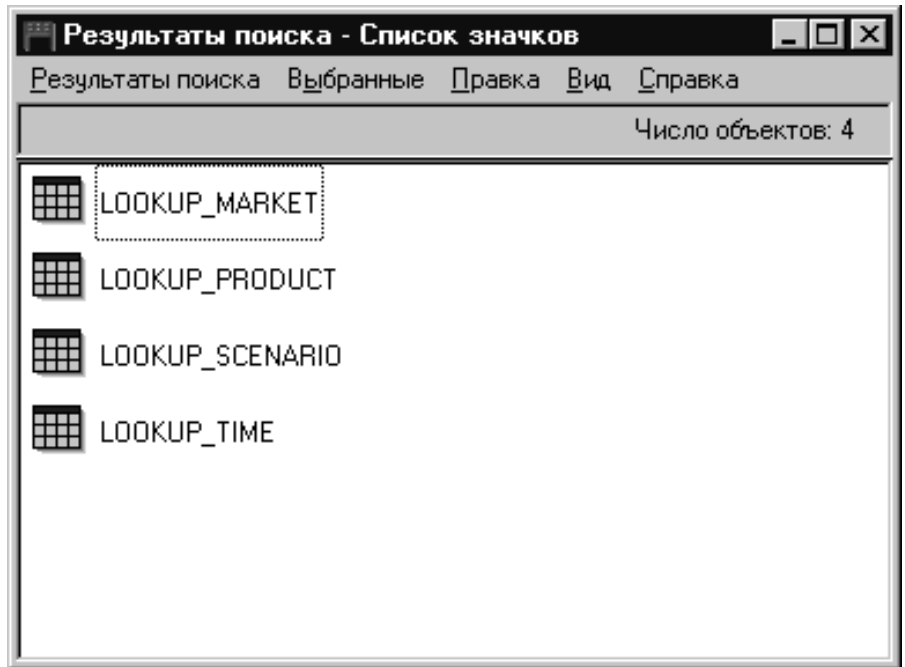 Результаты поиска - Список значков
Результаты поиска Выбранные Правка Вид Справка
Число объектов: 4
LOOKUP_MARKET
LOOKUP_PRODUCT
LOOKUP_SCENARIO
LOOKUP_TIME